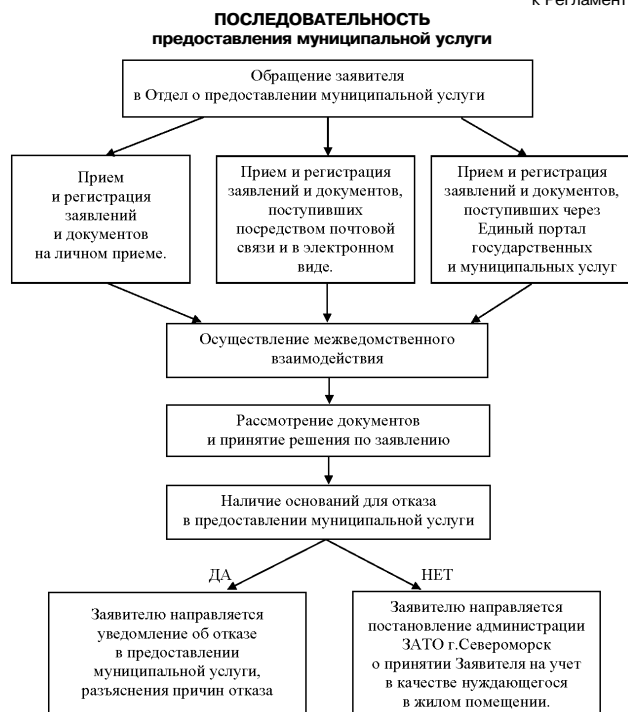 к Регламент
ПОСЛЕДОВАТЕЛЬНОСТЬ
предоставления муниципальной услуги
Обращение заявителя
в Отдел о предоставлении муниципальной услуги
Прием
и регистрация
заявлений
и документов
на личном приеме.
Прием и регистрация
заявлений и документов,
поступивших
посредством почтовой
связи и в электронном
виде.
Прием и регистрация
заявлений и документов,
поступивших через
Единый портал
государственных
и муниципальных услуг
Осуществление межведомственного
взаимодействия
Рассмотрение документов
и принятие решения по заявлению
Наличие оснований для отказа
в предоставлении муниципальной услуги
ДА
НЕТ
Заявителю направляется
уведомление об отказе
в предоставлении
муниципальной услуги,
разъяснения причин отказа
Заявителю направляется
постановление администрации
ЗАТО г.Североморск
о принятии Заявителя на учет
в качестве нуждающегося
в жилом помещении.